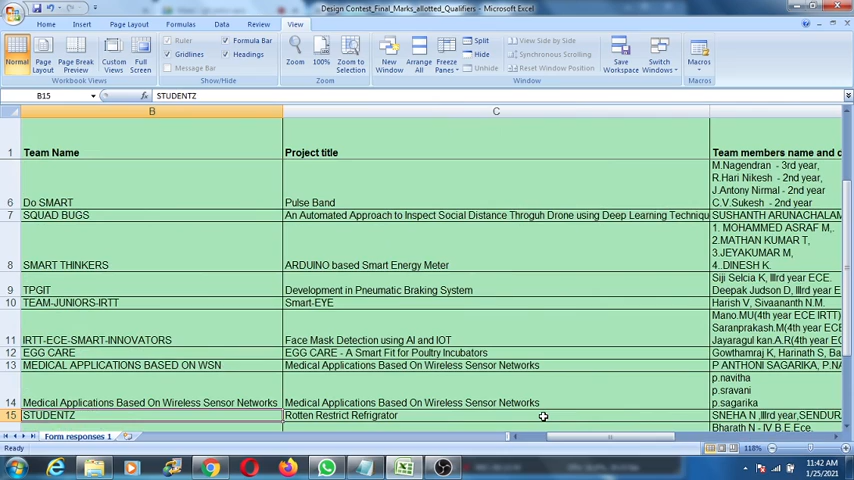 Design Contest_Final_Marks_allotted_Qualifiers - Microsoft Excel
Home Insert Page Layout Formulas Data Review View
Normal Page Layout Page Break Preview Custom Views Full Screen
Workbook Views
Ruler Formula Bar
Gridlines Headings
Message Bar
Show/Hide
Zoom 100% Zoom to Selection
Zoom
New Window Arrange All Freeze Panes
Split View Side by Side
Hide Synchronous Scrolling
Unhide Reset Window Position
Window
Save Workspace Switch Windows
Macros
Macros
B15 fx STUDENTZ
B C
1 Team Name Project title Team members name and d
M.Nagendran - 3rd year,
R.Hari Nikesh - 2nd year,
J.Antony Nirmal - 2nd year
6 Do SMART Pulse Band C.V.Sukesh - 2nd year
7 SQUAD BUGS An Automated Approach to Inspect Social Distance Throguh Drone using Deep Learning Techniqu SUSHANTH ARUNACHALAM
1. MOHAMMED ASRAF M,.
2.MATHAN KUMAR T,
3.JEYAKUMAR M,
8 SMART THINKERS ARDUINO based Smart Energy Meter 4..DINESH K.
Siji Selcia K, IIIrd year ECE.
9 TPGIT Development in Pneumatic Braking System Deepak Judson D, IIIrd year
10 TEAM-JUNIORS-IRTT Smart-EYE Harish V, Sivaananth N.M.
Mano.MU(4th year ECE IRTT)
Saranprakash.M(4th year EC
11 IRTT-ECE-SMART-INNOVATORS Face Mask Detection using AI and IOT Jayaragul kan.A.R(4th year E
12 EGG CARE EGG CARE - A Smart Fit for Poultry Incubators Gowthamraj K, Harinath S, Ba
13 MEDICAL APPLICATIONS BASED ON WSN Medical Applications Based On Wireless Sensor Networks P ANTHONI SAGARIKA, P.NA
p.navitha
p.sravani
14 Medical Applications Based On Wireless Sensor Networks Medical Applications Based On Wireless Sensor Networks p.sagarika
15 STUDENTZ Rotten Restrict Refrigrator SNEHA N ,IIIrd year,SENDURA
Bharath N - IV B.E.Ece.
Form responses 1
Ready 118%
11:42 AM
1/25/2021